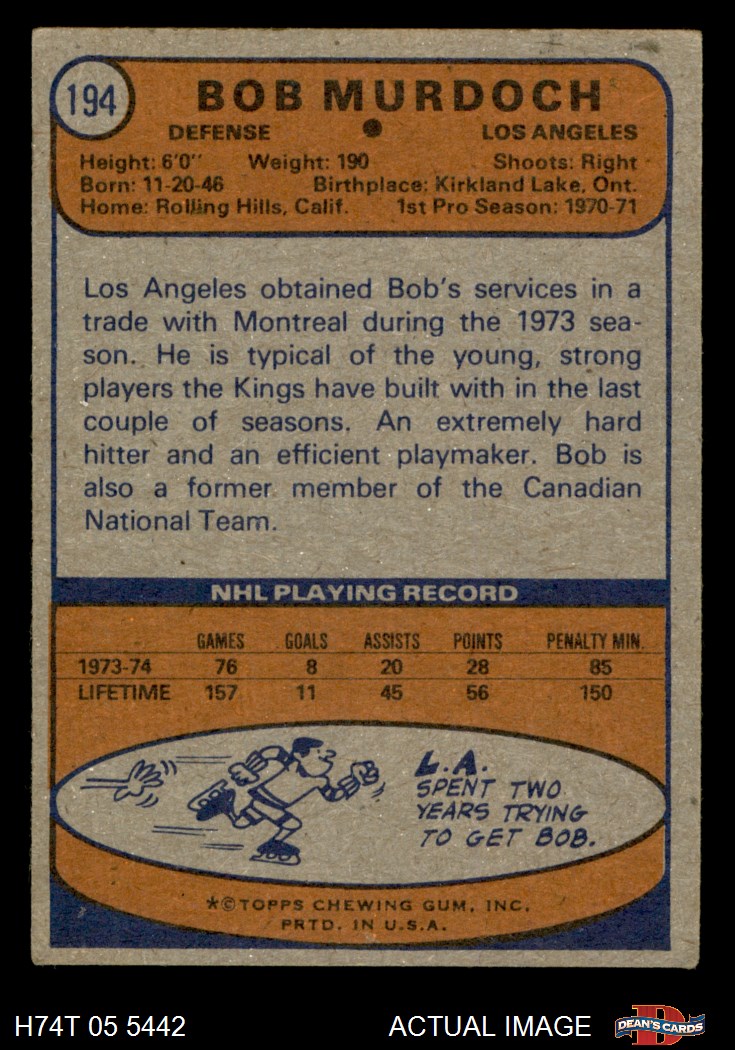 194
BOB MURDOCH
DEFENSE ● LOS ANGELES
Height: 6'0" Weight: 190 Shoots: Right
Born: 11-20-46 Birthplace: Kirkland Lake, Ont.
Home: Rolling Hills, Calif. 1st Pro Season: 1970-71
Los Angeles obtained Bob's services in a
trade with Montreal during the 1973 sea-
son. He is typical of the young, strong
players the Kings have built with in the last
couple of seasons. An extremely hard
hitter and an efficient playmaker. Bob is
also a former member of the Canadian
National Team.
NHL PLAYING RECORD
GAMES GOALS ASSISTS POINTS PENALTY MIN.
1973-74 76 8 20 28 85
LIFETIME 157 11 45 56 150
L.A.
SPENT TWO
YEARS TRYING
TO GET BOB.
*©TOPPS CHEWING GUM, INC.
PRTD. IN U.S.A.
H74T 05 5442 ACTUAL IMAGE D DEAN'S CARDS